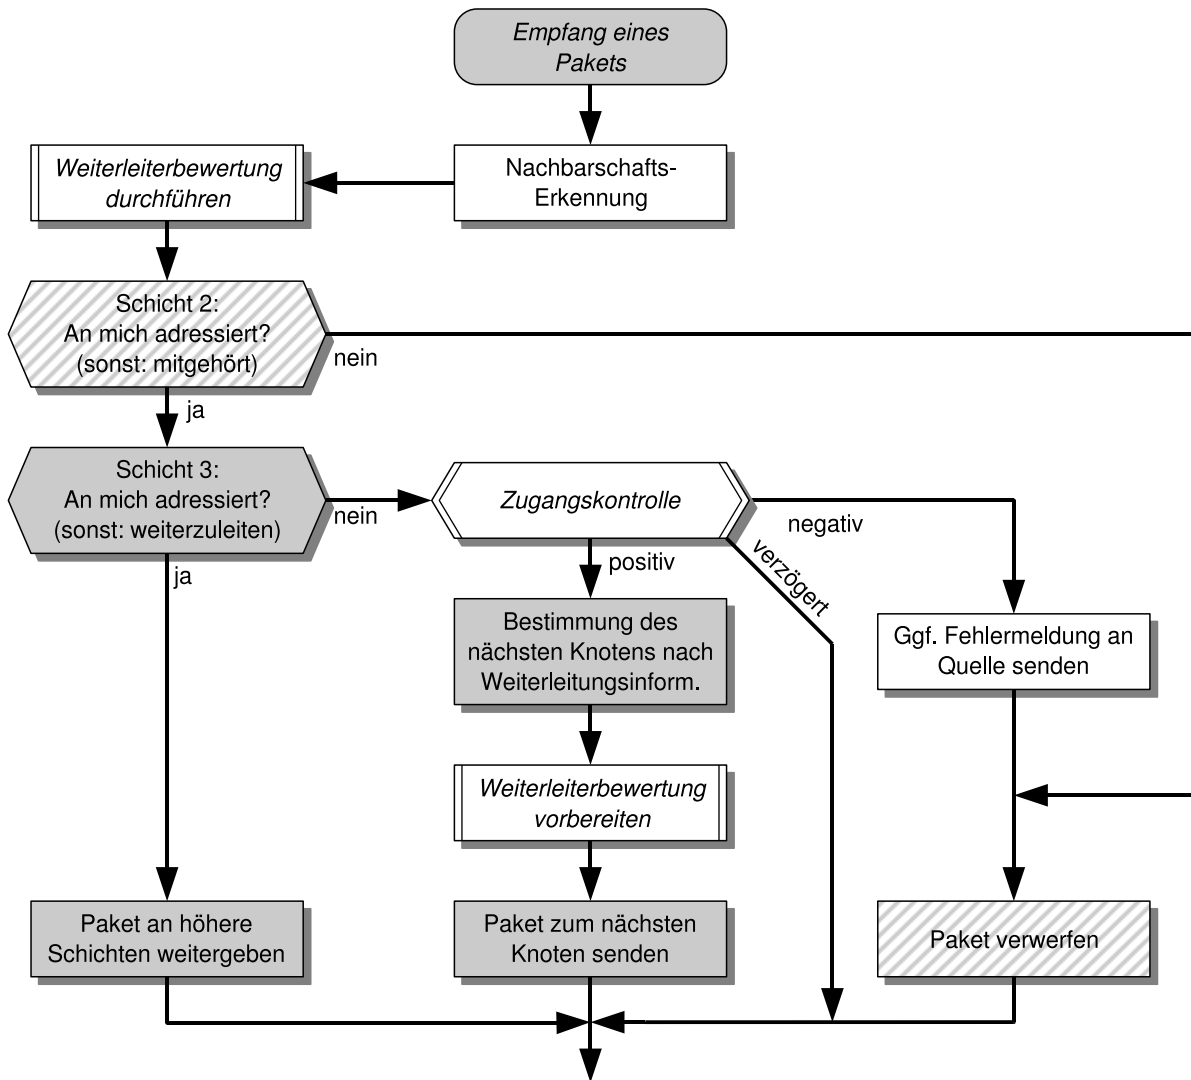 Empfang eines
Pakets
Nachbarschafts-
Erkennung
Weiterleiterbewertung
durchführen
Schicht 2:
An mich adressiert?
(sonst: mitgehört)
nein
ja
Schicht 3:
An mich adressiert?
(sonst: weiterzuleiten)
nein
ja
Zugangskontrolle
negativ
verzögert
positiv
Bestimmung des
nächsten Knotens nach
Weiterleitungsinform.
Ggf. Fehlermeldung an
Quelle senden
Weiterleiterbewertung
vorbereiten
Paket an höhere
Schichten weitergeben
Paket zum nächsten
Knoten senden
Paket verwerfen